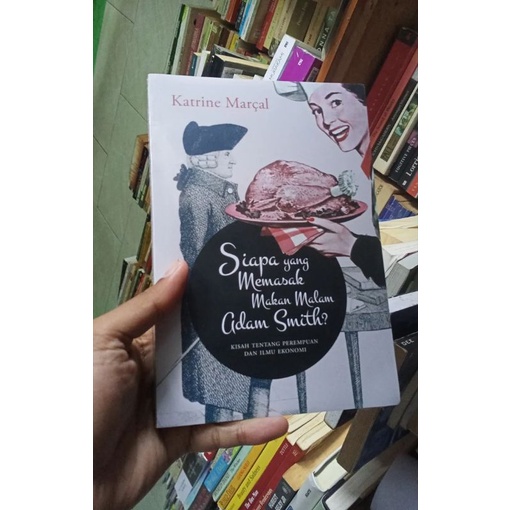 Katrine Marçal
Siapa yang
Memasak
Makan Malam
Adam Smith?
KISAH TENTANG PEREMPUAN
DAN ILMU EKONOMI